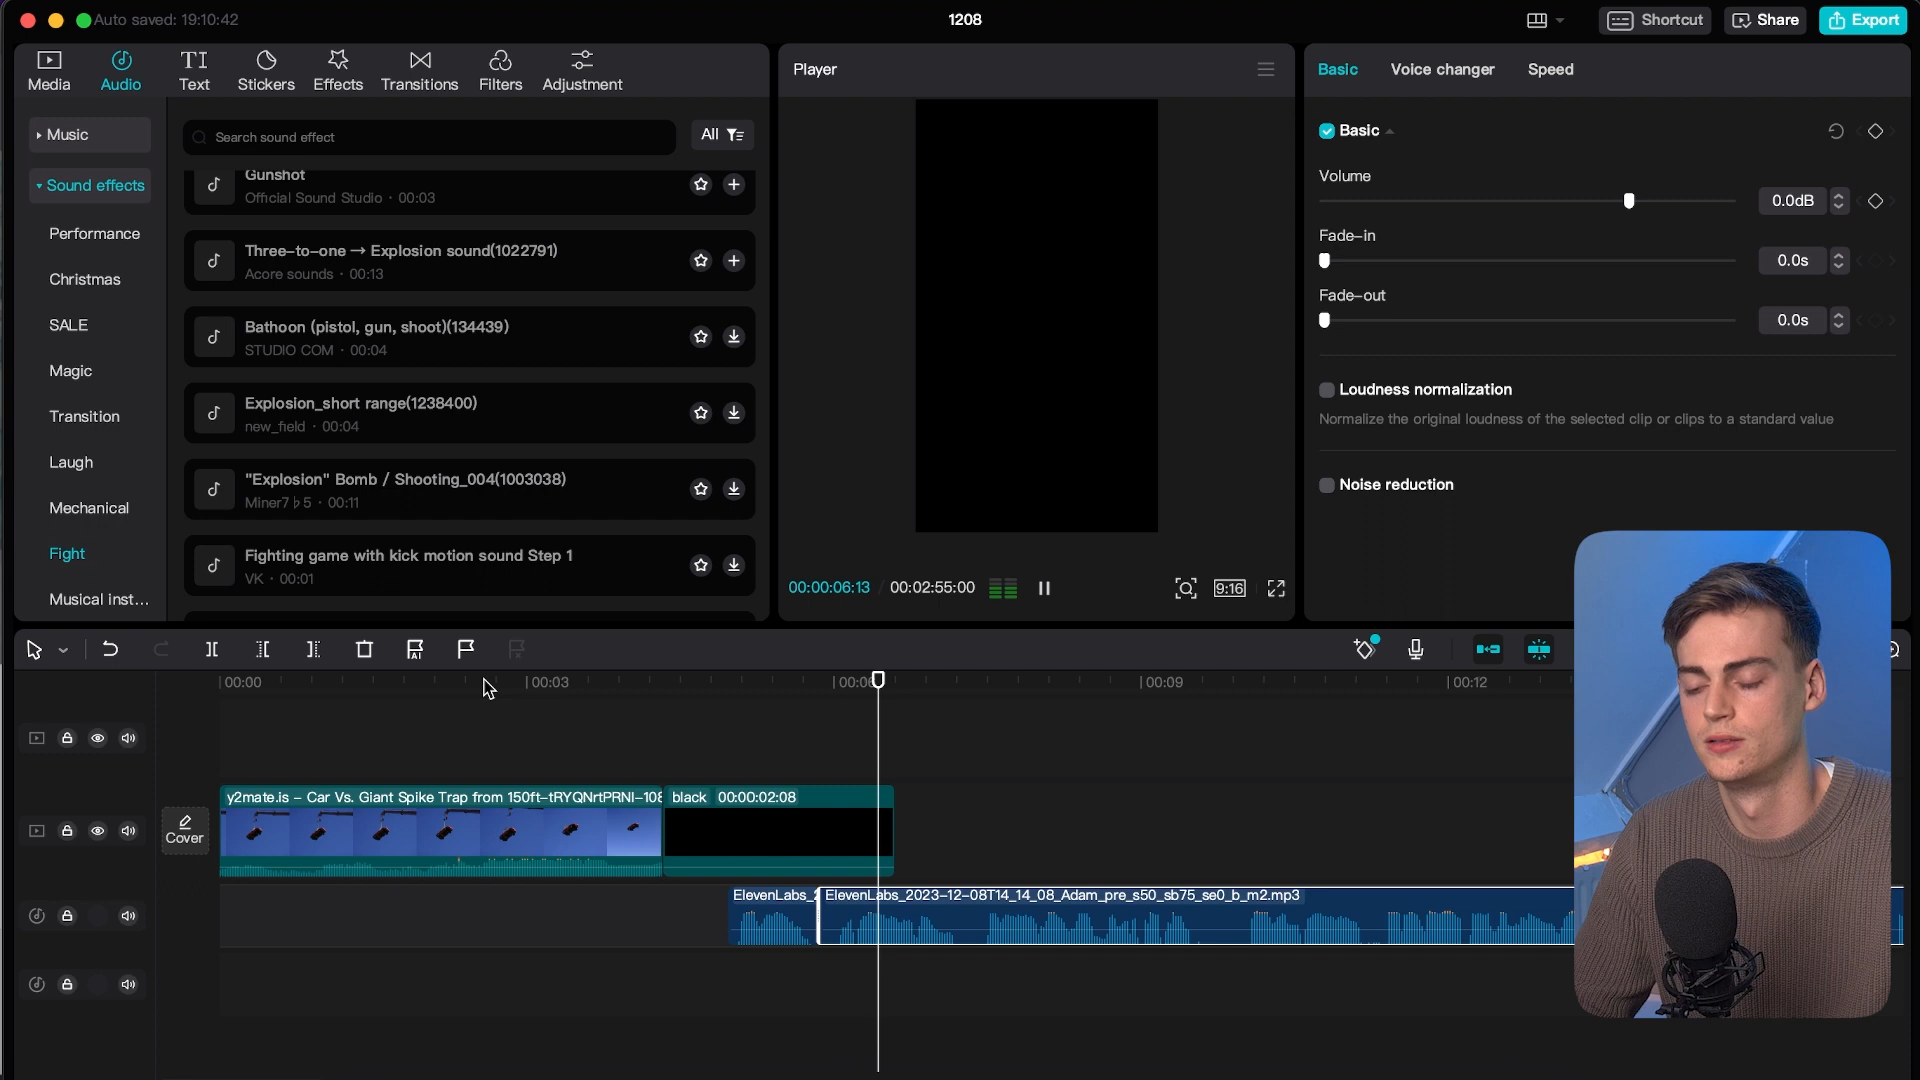 Auto saved: 19:10:42
1208
Shortcut
Share
Export
Media
Audio
TI
Text
Stickers
Effects
Transitions
Filters
Adjustment
Music
Sound effects
Performance
Christmas
SALE
Magic
Transition
Laugh
Mechanical
Fight
Musical inst...
Search sound effect
All
Gunshot
Official Sound Studio · 00:03
Three-to-one → Explosion sound(1022791)
Acore sounds · 00:13
Bathoon (pistol, gun, shoot)(134439)
STUDIO COM · 00:04
Explosion_short range(1238400)
new_field · 00:04
"Explosion" Bomb / Shooting_004(1003038)
Miner7♭5 · 00:11
Fighting game with kick motion sound Step 1
VK · 00:01
Player
00:00:06:13 / 00:02:55:00
9:16
Basic
Voice changer
Speed
Basic
Volume
0.0dB
Fade-in
0.0s
Fade-out
0.0s
Loudness normalization
Normalize the original loudness of the selected clip or clips to a standard value
Noise reduction
AI
00:00
00:03
00:06
00:09
00:12
Cover
y2mate.is - Car Vs. Giant Spike Trap from 150ft-tRYQNrtPRNI-108
black 00:00:02:08
ElevenLabs_2
ElevenLabs_2023-12-08T14_14_08_Adam_pre_s50_sb75_se0_b_m2.mp3